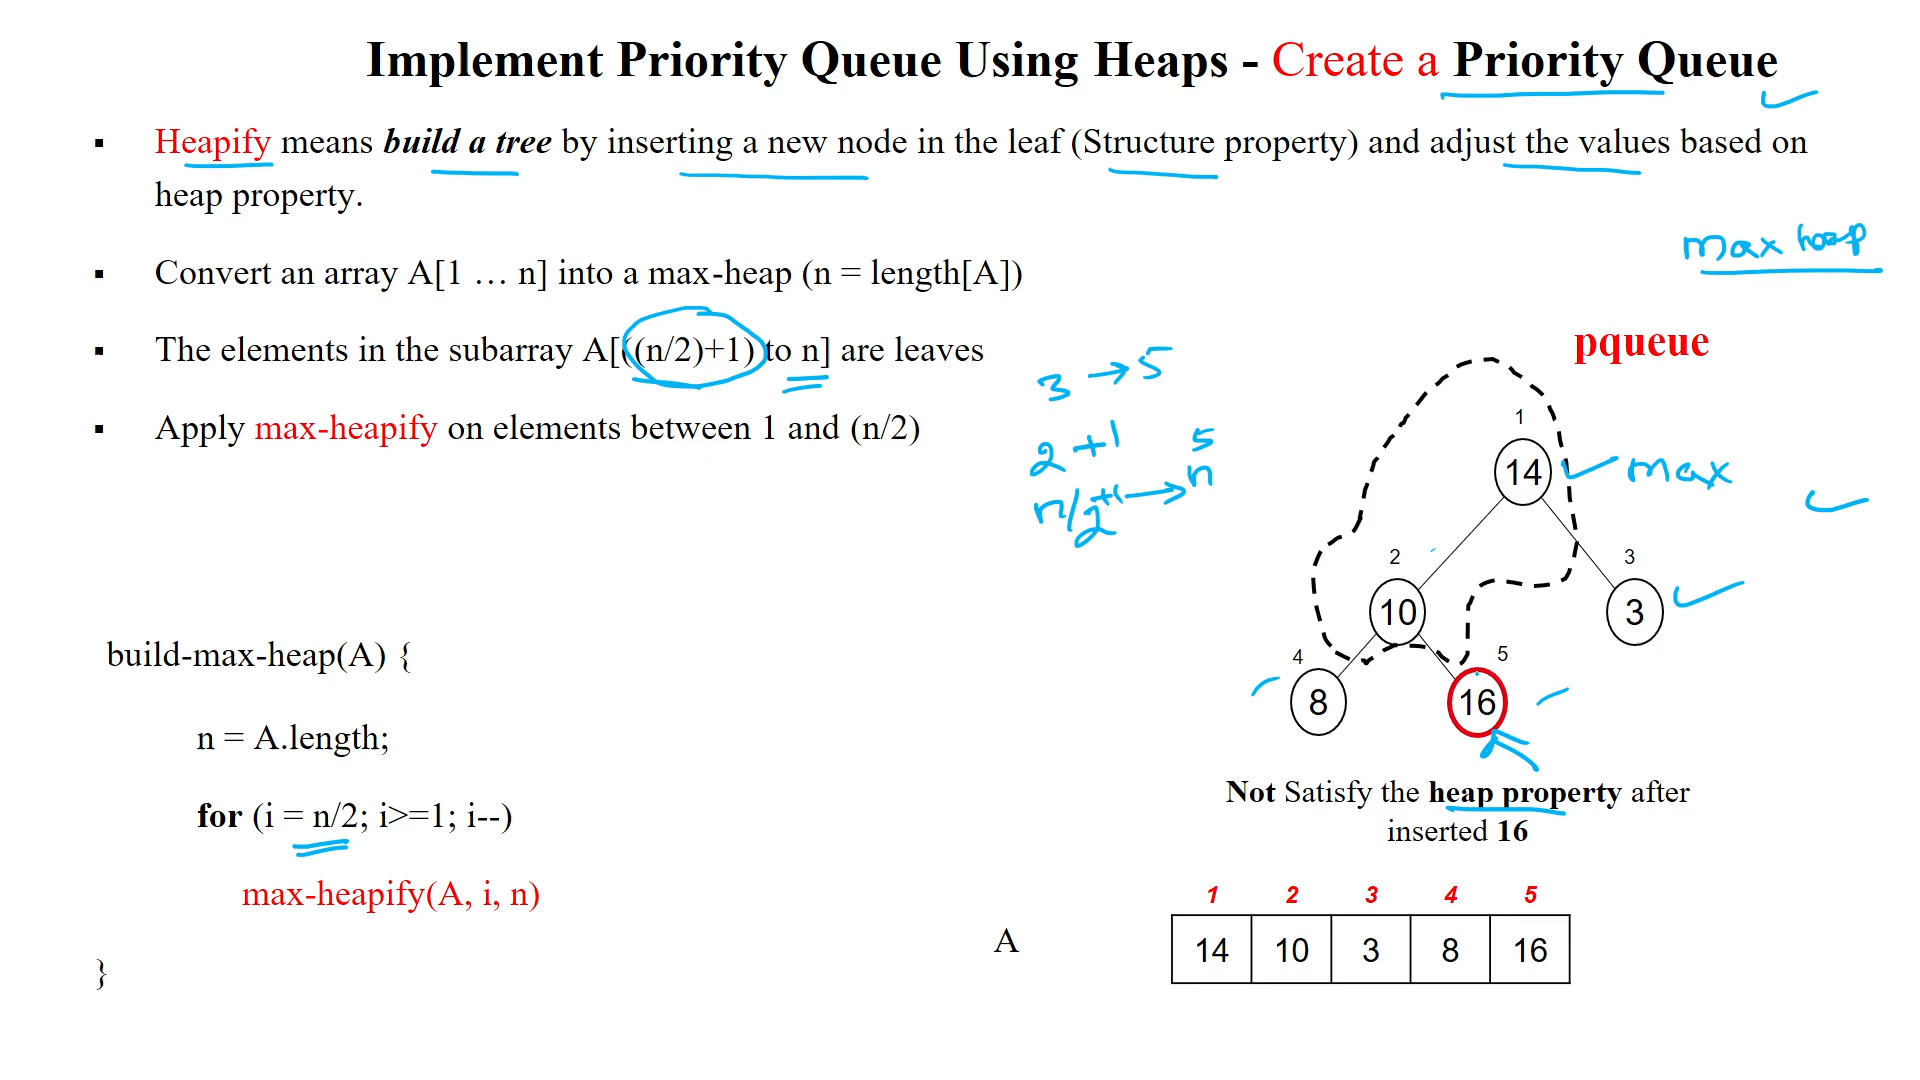 Implement Priority Queue Using Heaps - Create a Priority Queue
▪ Heapify means build a tree by inserting a new node in the leaf (Structure property) and adjust the values based on
heap property.
▪ Convert an array A[1 … n] into a max-heap (n = length[A])
▪ The elements in the subarray A[((n/2)+1) to n] are leaves
▪ Apply max-heapify on elements between 1 and (n/2)
build-max-heap(A) {
n = A.length;
for (i = n/2; i>=1; i--)
max-heapify(A, i, n)
}
3 → 5
2 +1 5
n/2 +1 → n
max heap
pqueue
1
14 max
2 3
10 3
4 5
8 16
Not Satisfy the heap property after
inserted 16
1 2 3 4 5
A 14 10 3 8 16